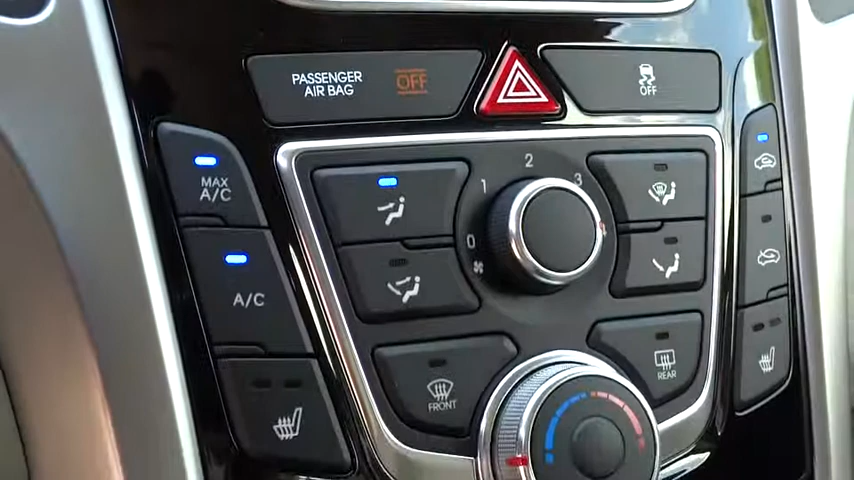 PASSENGER
AIR BAG
OFF
OFF
MAX
A/C
2
1
3
0
A/C
FRONT
REAR